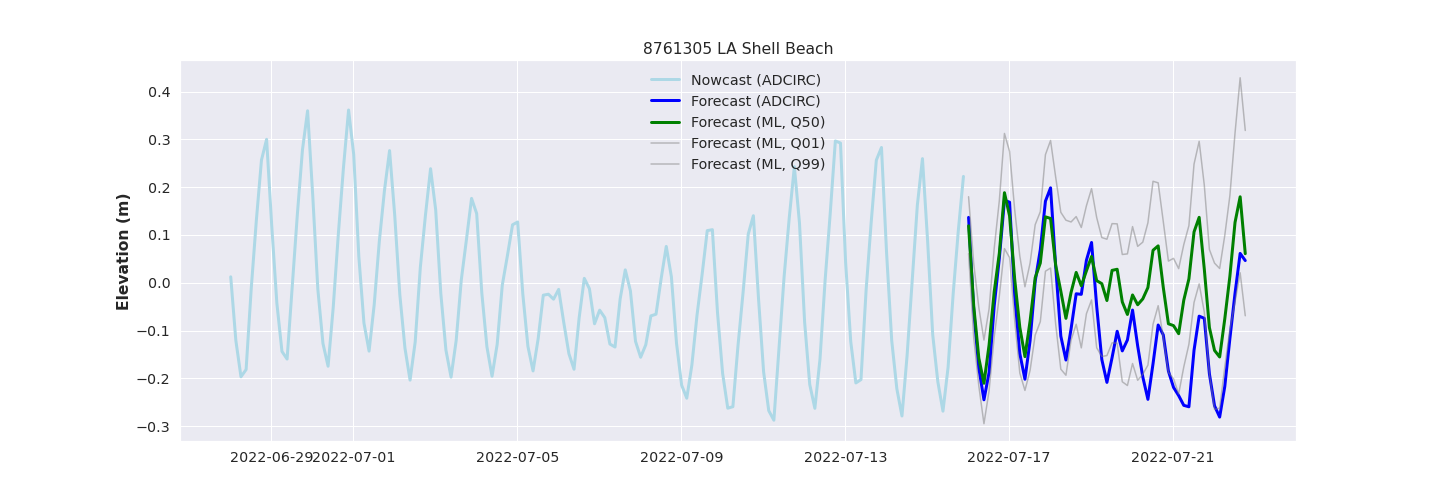 8761305 LA Shell Beach
Nowcast (ADCIRC)
Forecast (ADCIRC)
Forecast (ML, Q50)
Forecast (ML, Q01)
Forecast (ML, Q99)
Elevation (m)
0.4
0.3
0.2
0.1
0.0
−0.1
−0.2
−0.3
2022-06-29 2022-07-01 2022-07-05 2022-07-09 2022-07-13 2022-07-17 2022-07-21